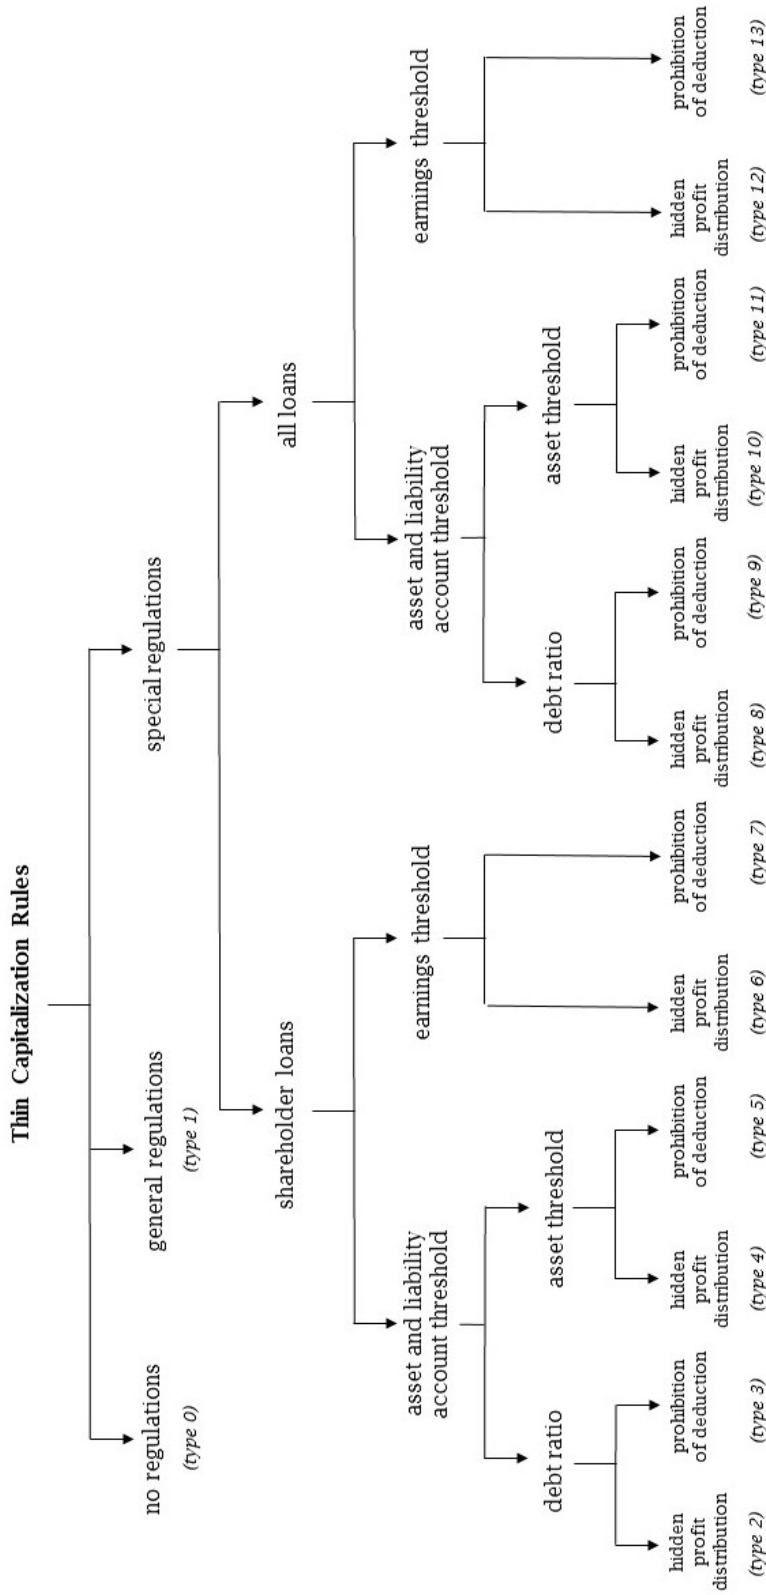 Thin Capitalization Rules
no regulations
(type 0)
general regulations
(type 1)
special regulations
shareholder loans
all loans
asset and liability
account threshold
earnings threshold
asset and liability
account threshold
earnings threshold
debt ratio
asset threshold
debt ratio
asset threshold
hidden
profit
distribution
(type 2)
prohibition
of deduction
(type 3)
hidden
profit
distribution
(type 4)
prohibition
of deduction
(type 5)
hidden
profit
distribution
(type 6)
prohibition
of deduction
(type 7)
hidden
profit
distribution
(type 8)
prohibition
of deduction
(type 9)
hidden
profit
distribution
(type 10)
prohibition
of deduction
(type 11)
hidden
profit
distribution
(type 12)
prohibition
of deduction
(type 13)